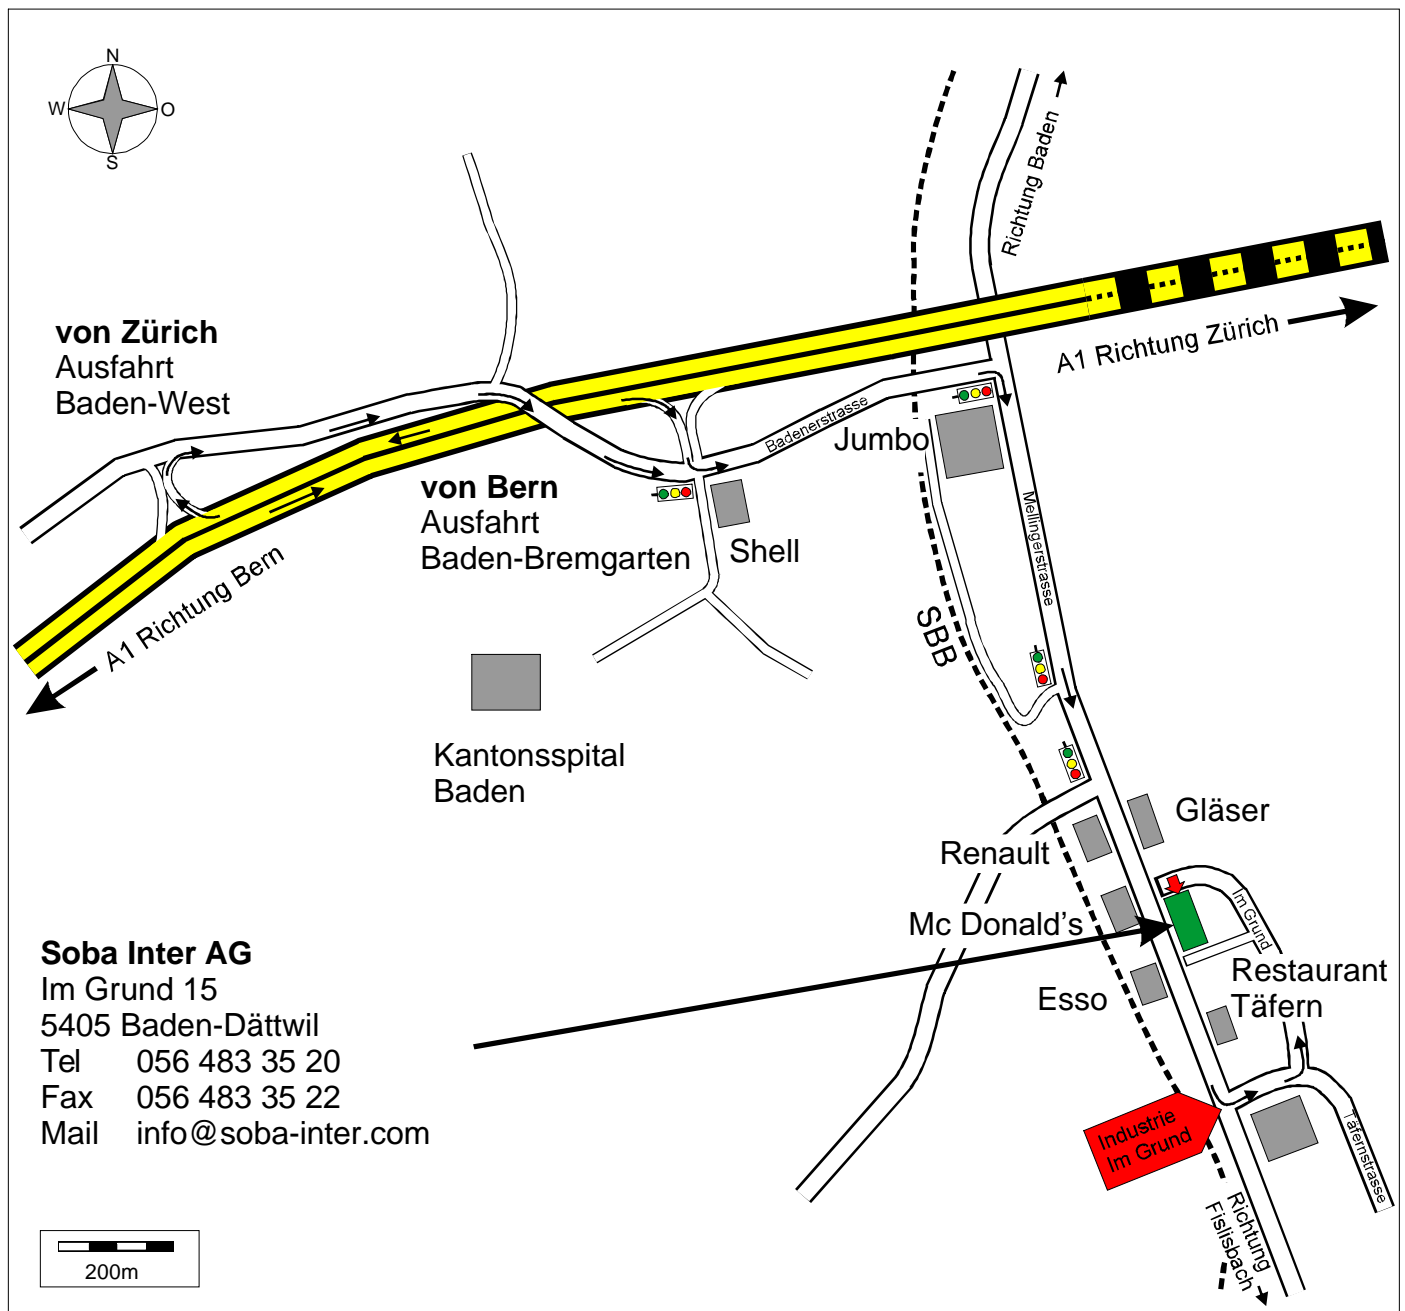 N
W
O
S
Richtung Baden
von Zürich
Ausfahrt
Baden-West
A1 Richtung Zürich
Badenerstrasse
Jumbo
von Bern
Ausfahrt
Baden-Bremgarten
Shell
Mellingerstrasse
A1 Richtung Bern
SBB
Kantonsspital
Baden
Gläser
Renault
Im Grund
Mc Donald's
Soba Inter AG
Im Grund 15
5405 Baden-Dättwil
Tel 056 483 35 20
Fax 056 483 35 22
Mail info@soba-inter.com
Restaurant
Täfern
Esso
Industrie
Im Grund
Täfernstrasse
Richtung
Fislisbach
200m